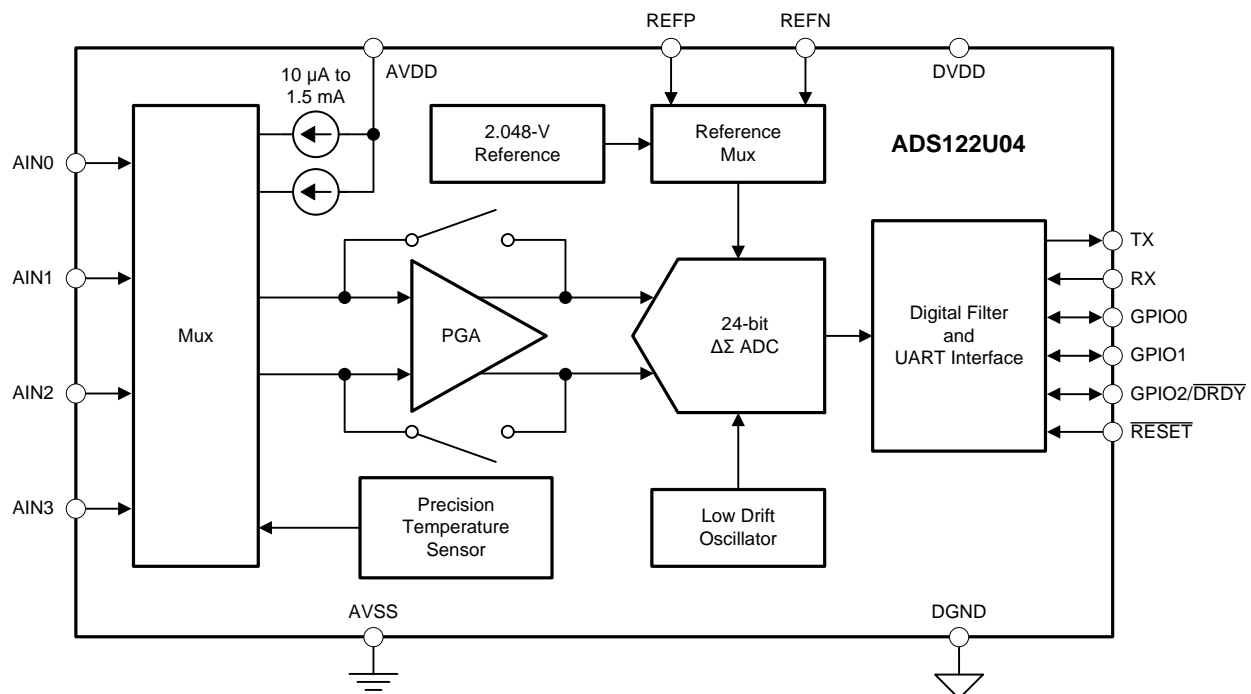 REFP
REFN
AVDD
DVDD
10 µA to
1.5 mA
2.048-V
Reference
Reference
Mux
ADS122U04
AIN0
AIN1
AIN2
AIN3
Mux
PGA
24-bit
ΔΣ ADC
Digital Filter
and
UART Interface
TX
RX
GPIO0
GPIO1
GPIO2/D̅R̅D̅Y̅
R̅E̅S̅E̅T̅
Precision
Temperature
Sensor
Low Drift
Oscillator
AVSS
DGND